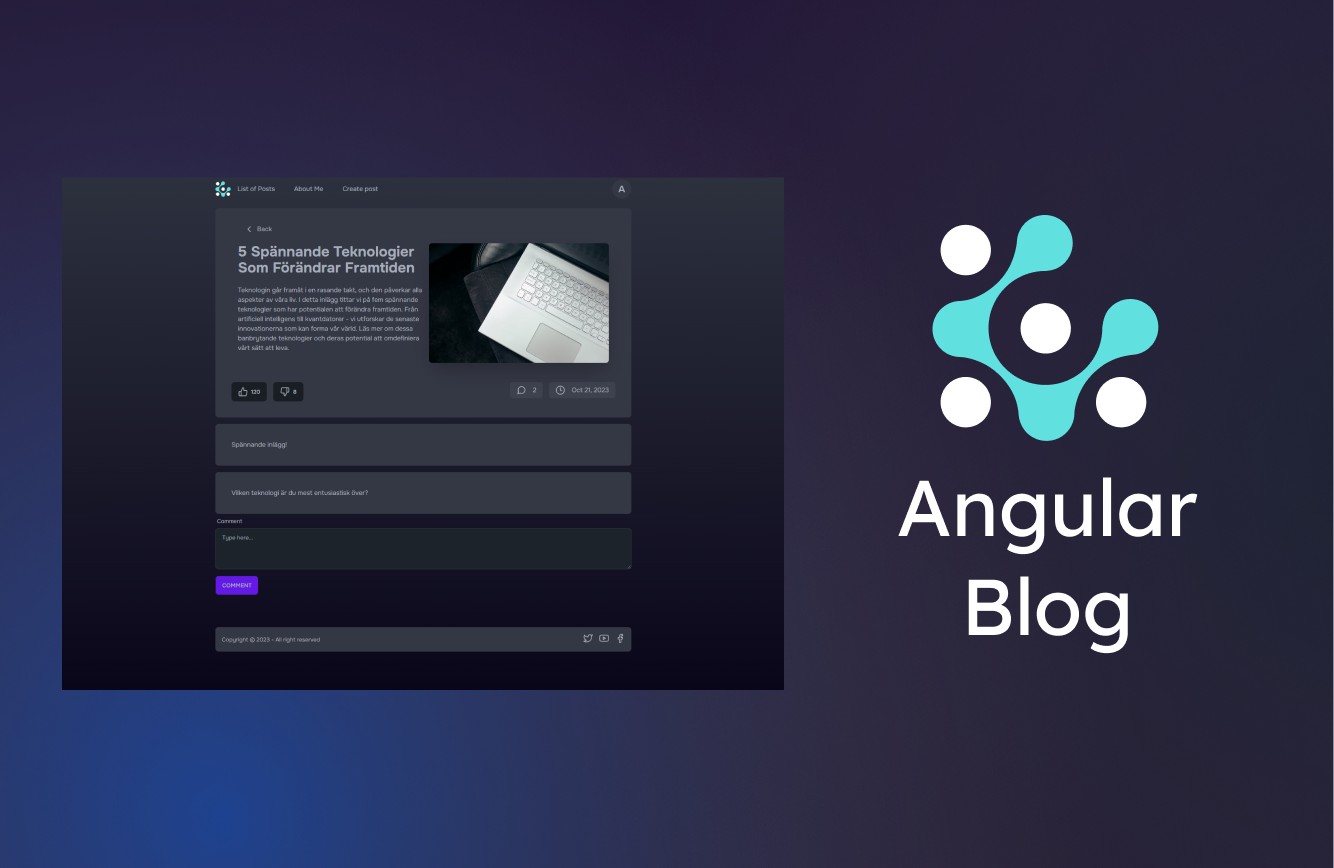 List of Posts About Me Create post A
Back
5 Spännande Teknologier
Som Förändrar Framtiden
Teknologin går framåt i en rasande takt, och den påverkar alla
aspekter av våra liv. I detta inlägg tittar vi på fem spännande
teknologier som har potentialen att förändra framtiden. Från
artificiell intelligens till kvantdatorer - vi utforskar de senaste
innovationerna som kan forma vår värld. Läs mer om dessa
banbrytande teknologier och deras potential att omdefiniera
vårt sätt att leva.
120 8 2 Oct 21, 2023
Spännande inlägg!
Vilken teknologi är du mest entusiastisk över?
Comment
Type here...
COMMENT
Copyright © 2023 - All right reserved
Angular
Blog